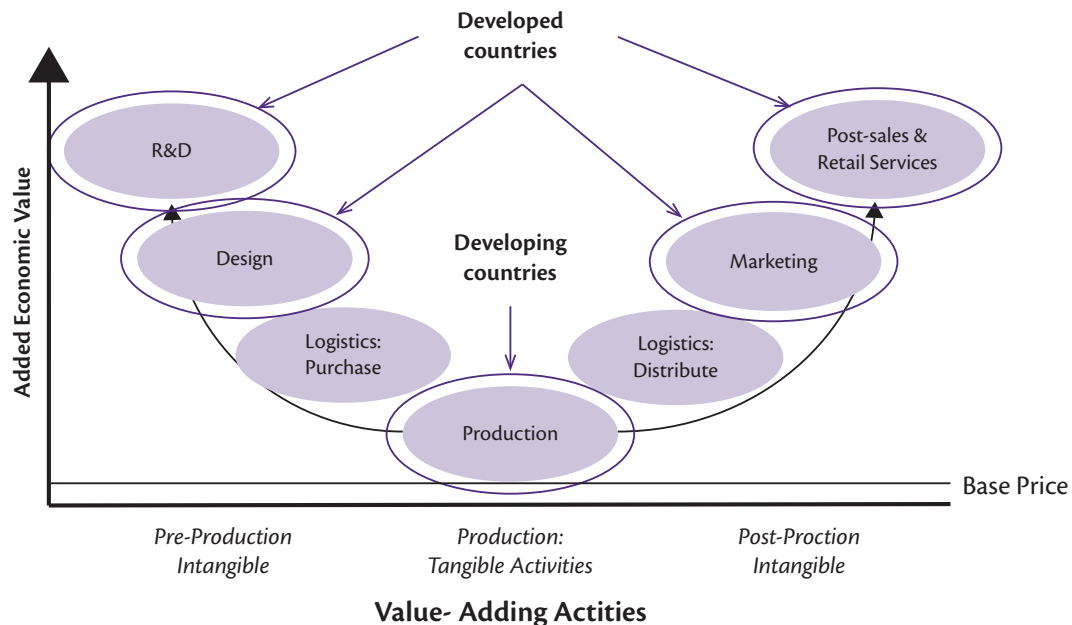 Developed
countries
R&D
Post-sales &
Retail Services
Design
Developing
countries
Marketing
Logistics:
Purchase
Logistics:
Distribute
Production
Added Economic Value
Base Price
Pre-Production
Intangible
Production:
Tangible Activities
Post-Proction
Intangible
Value- Adding Actities